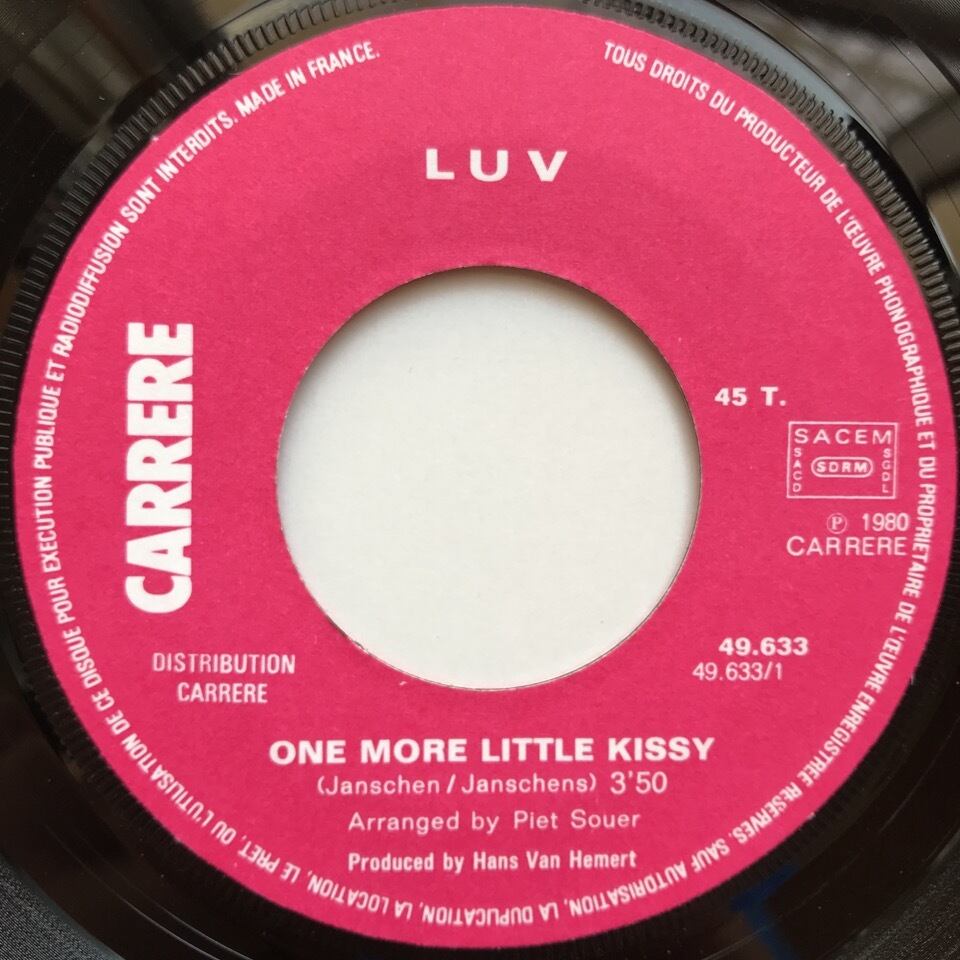 LUV
CARRERE
45 T.
SACEM
SACD
SDRM
SGDL
℗ 1980
CARRERE
49.633
49.633/1
DISTRIBUTION
CARRERE
ONE MORE LITTLE KISSY
(Janschen / Janschens) 3'50
Arranged by Piet Souer
Produced by Hans Van Hemert
TOUS DROITS DU PRODUCTEUR DE L'ŒUVRE PHONOGRAPHIQUE ET DU PROPRIETAIRE DE L'ŒUVRE ENREGISTREE RESERVES. SAUF AUTORISATION, LA DUPLICATION, LA LOCATION, LE PRET, OU L'UTILISATION DE CE DISQUE POUR EXECUTION PUBLIQUE ET RADIODIFFUSION SONT INTERDITS. MADE IN FRANCE.